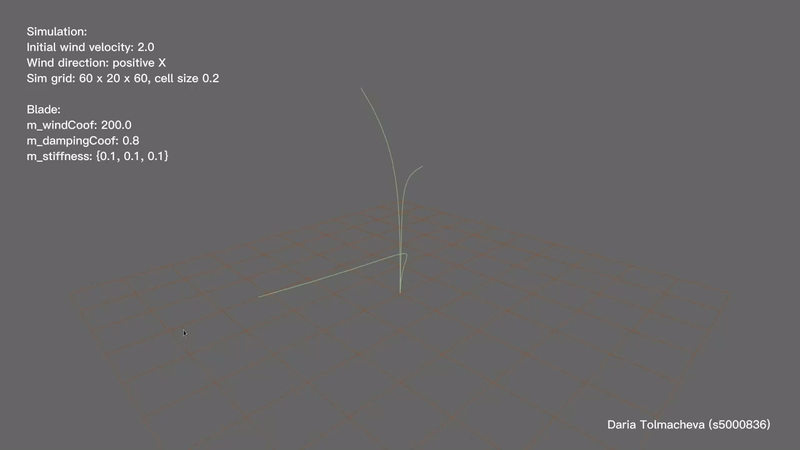 Simulation:
Initial wind velocity: 2.0
Wind direction: positive X
Sim grid: 60 x 20 x 60, cell size 0.2
Blade:
m_windCoof: 200.0
m_dampingCoof: 0.8
m_stiffness: {0.1, 0.1, 0.1}
Daria Tolmacheva (s5000836)